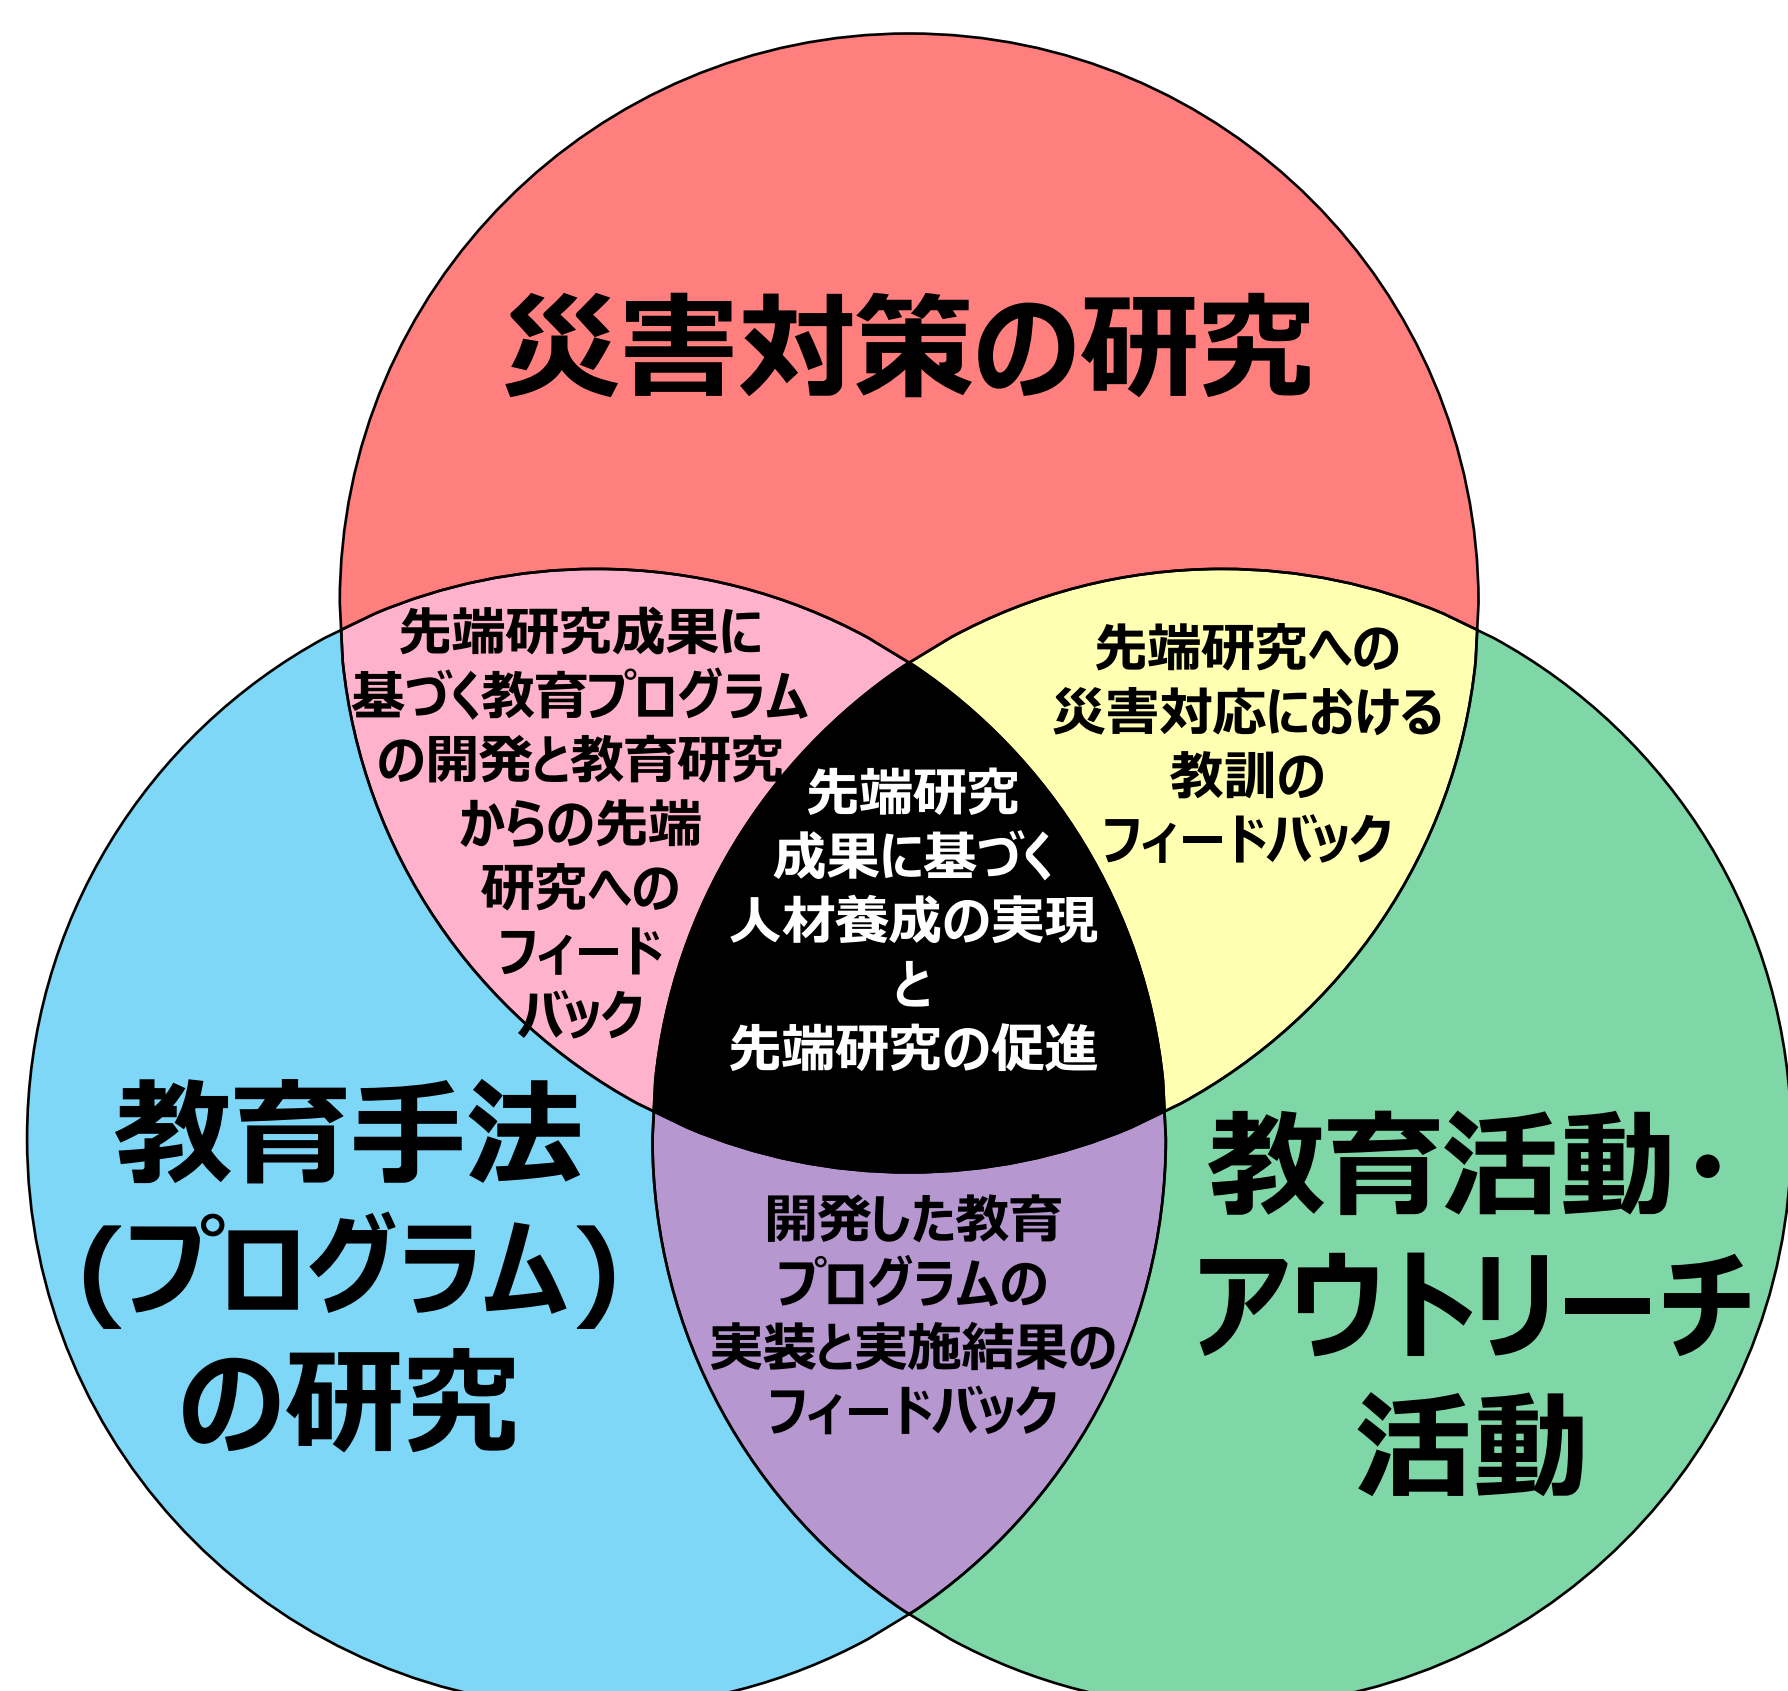 災害対策の研究
先端研究成果に
基づく教育プログラム
の開発と教育研究
からの先端
研究への
フィード
バック
先端研究への
災害対応における
教訓の
フィードバック
先端研究
成果に基づく
人材養成の実現
と
先端研究の促進
教育手法
(プログラム)
の研究
教育活動・
アウトリーチ
活動
開発した教育
プログラムの
実装と実施結果の
フィードバック